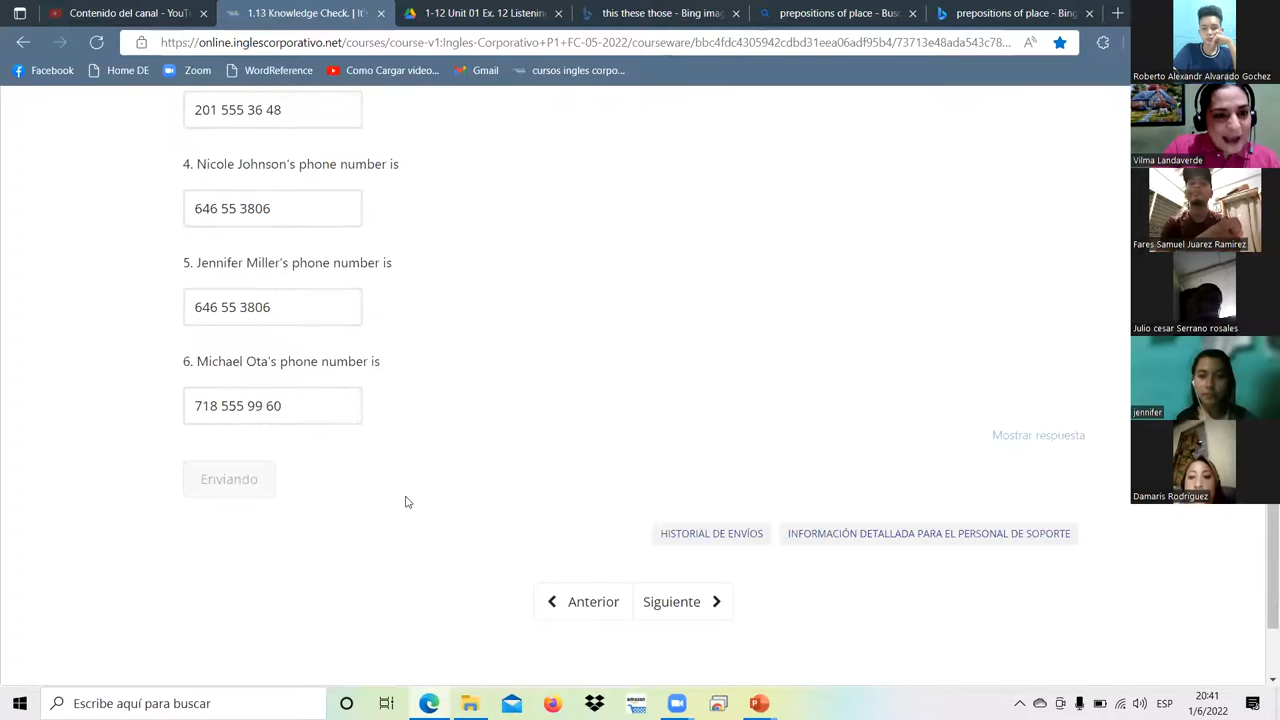 Contenido del canal - YouT
1.13 Knowledge Check. | It's
1-12 Unit 01 Ex. 12 Listening
this these those - Bing imag
prepositions of place - Busc
prepositions of place - Bing
https://online.inglescorporativo.net/courses/course-v1:Ingles-Corporativo+P1+FC-05-2022/courseware/bbc4fdc4305942cdbd31eea06adf95b4/73713e48ada543c78...
Facebook
Home DE
Zoom
WordReference
Como Cargar video...
Gmail
cursos ingles corpo...
201 555 36 48
4. Nicole Johnson's phone number is
646 55 3806
5. Jennifer Miller's phone number is
646 55 3806
6. Michael Ota's phone number is
718 555 99 60
Mostrar respuesta
Enviando
HISTORIAL DE ENVÍOS
INFORMACIÓN DETALLADA PARA EL PERSONAL DE SOPORTE
Anterior
Siguiente
Roberto Alexandr Alvarado Gochez
Vilma Landaverde
Fares Samuel Juarez Ramirez
Julio cesar Serrano rosales
jennifer
Damaris Rodríguez
Escribe aquí para buscar
amazon
ESP
20:41
1/6/2022